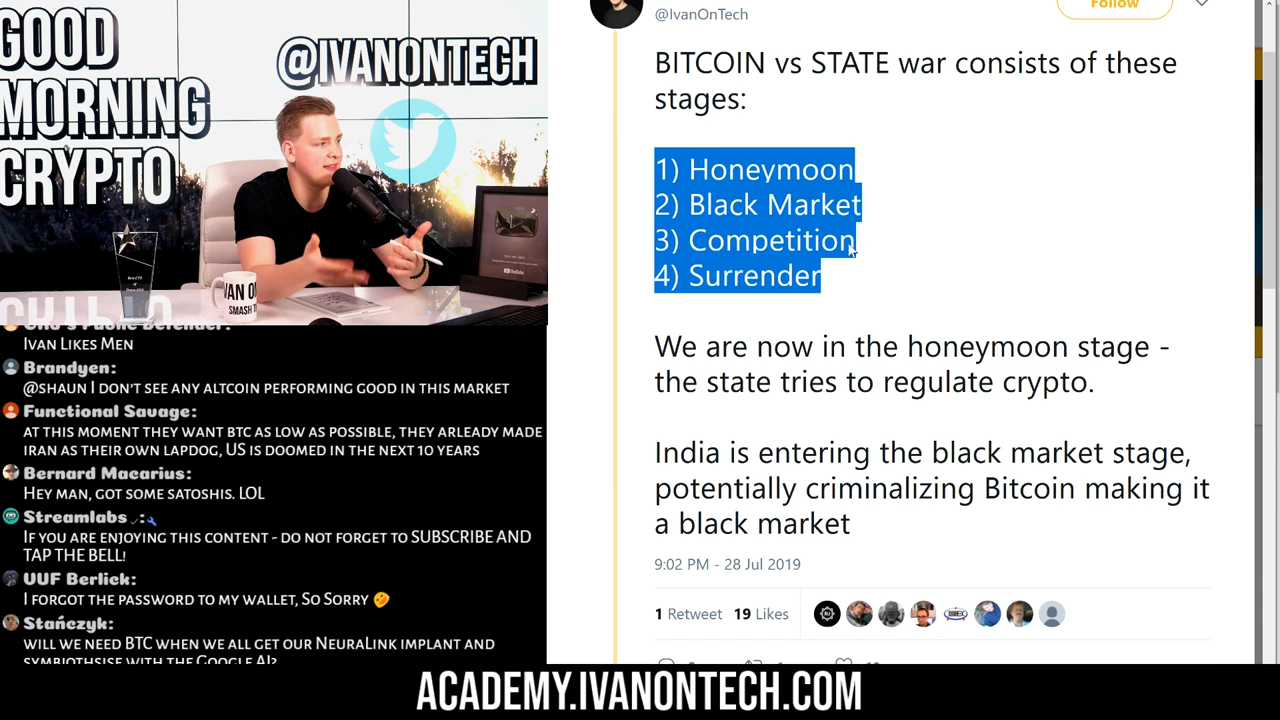 GOOD
MORNING
CRYPTO
@IVANONTECH
YouTube
VAN O
SMASH T
Ivan Likes Men
Brandyen:
@shaun I don't see any altcoin performing good in this market
Functional Savage:
at this moment they want btc as low as possible, they arleady made
iran as their own lapdog, US is doomed in the next 10 years
Bernard Macarius:
Hey man, got some satoshis. LOL
Streamlabs :
If you are enjoying this content - do not forget to SUBSCRIBE AND
TAP THE BELL!
UUF Berlick:
I forgot the password to my wallet, So Sorry 🤣
Stańczyk:
will we need BTC when we all get our NeuraLink implant and
symbiothsise with the Google AI?
Follow
@IvanOnTech
BITCOIN vs STATE war consists of these
stages:
1) Honeymoon
2) Black Market
3) Competition
4) Surrender
We are now in the honeymoon stage -
the state tries to regulate crypto.
India is entering the black market stage,
potentially criminalizing Bitcoin making it
a black market
9:02 PM - 28 Jul 2019
1 Retweet 19 Likes
ACADEMY.IVANONTECH.COM